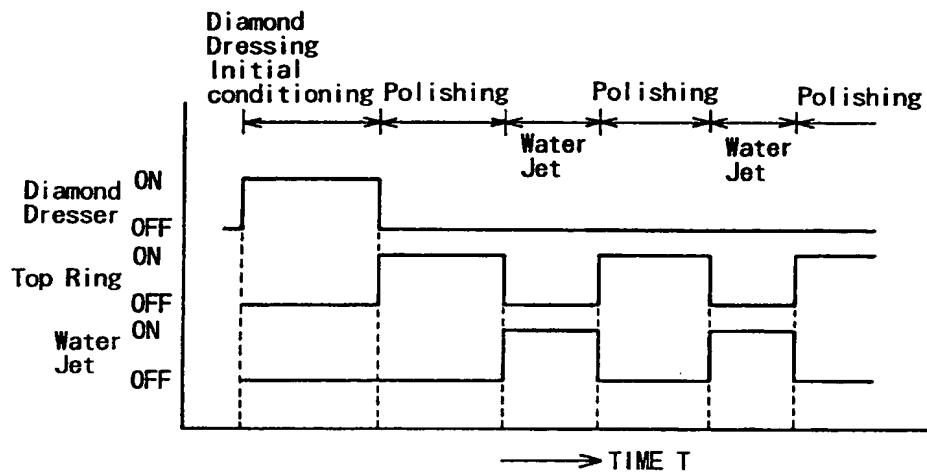 Diamond
Dressing
Initial
conditioning
Polishing
Polishing
Polishing
Water
Jet
Water
Jet
Diamond
Dresser
ON
OFF
Top Ring
ON
OFF
Water
Jet
ON
OFF
TIME T